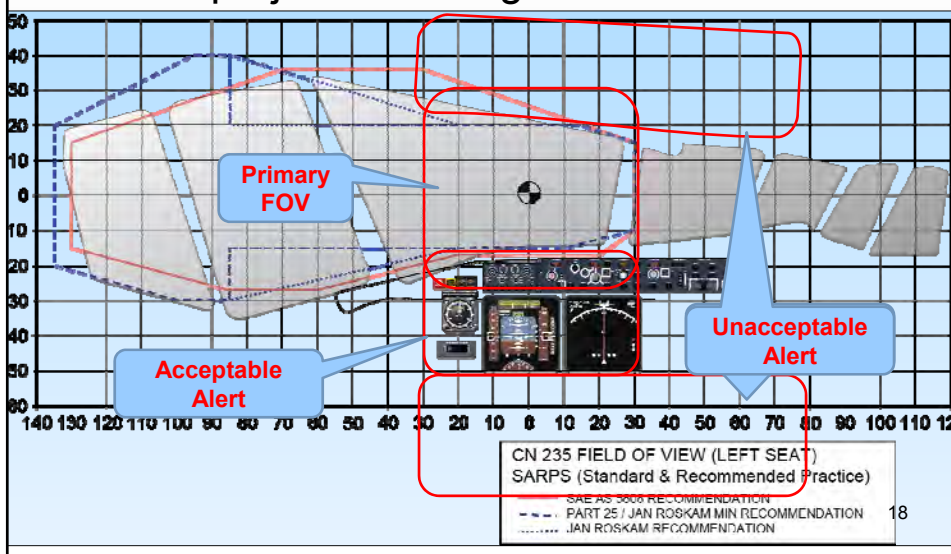 50
40
30
20
10
0
10
20
30
40
50
60
Primary
FOV
Acceptable
Alert
Unacceptable
Alert
140 130 120 110 100 90 80 70 60 50 40 30 20 10 0 10 20 30 40 50 60 70 80 90 100 110 12
CN 235 FIELD OF VIEW (LEFT SEAT)
SARPS (Standard & Recommended Practice)
SAE AS 5606 RECOMMENDATION
PART 25 / JAN ROSKAM MIN RECOMMENDATION
JAN ROSKAM RECOMMENDATION
18